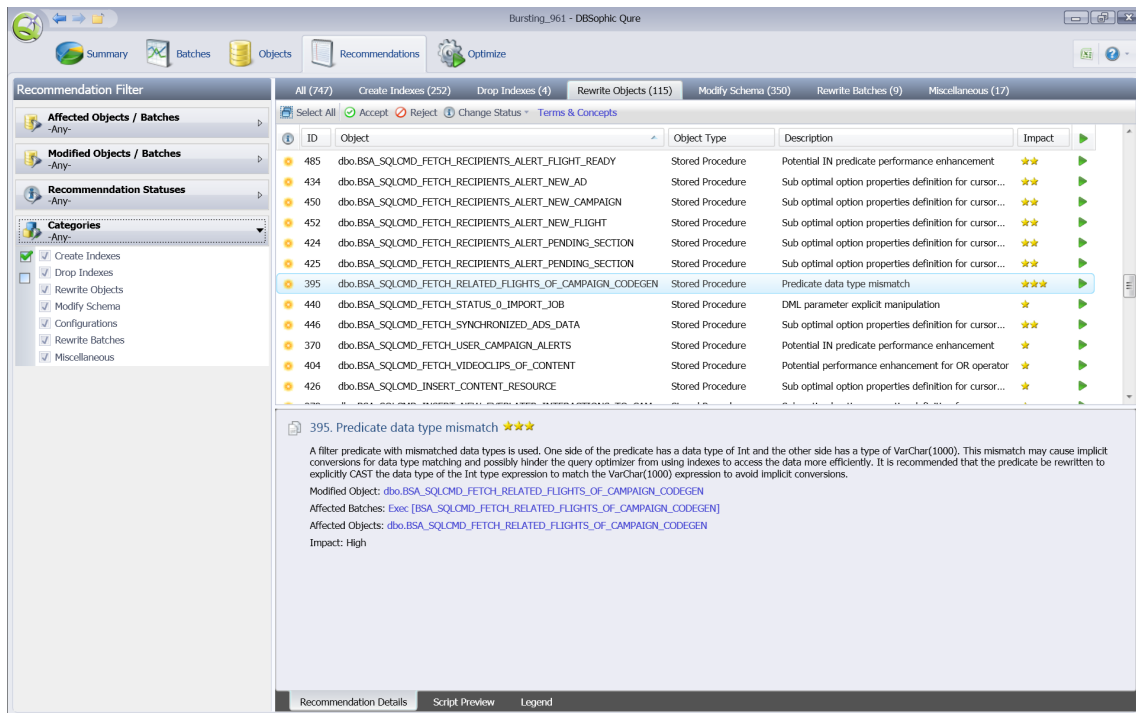 Bursting_961 - DBSophic Qure
Summary Batches Objects Recommendations Optimize
Recommendation Filter
Affected Objects / Batches
-Any-
Modified Objects / Batches
-Any-
Recommenndation Statuses
-Any-
Categories
-Any-
Create Indexes
Drop Indexes
Rewrite Objects
Modify Schema
Configurations
Rewrite Batches
Miscellaneous
All (747) Create Indexes (252) Drop Indexes (4) Rewrite Objects (115) Modify Schema (350) Rewrite Batches (9) Miscellaneous (17)
Select All Accept Reject Change Status Terms & Concepts
ID Object Object Type Description Impact
485 dbo.BSA_SQLCMD_FETCH_RECIPIENTS_ALERT_FLIGHT_READY Stored Procedure Potential IN predicate performance enhancement
434 dbo.BSA_SQLCMD_FETCH_RECIPIENTS_ALERT_NEW_AD Stored Procedure Sub optimal option properties definition for cursor...
450 dbo.BSA_SQLCMD_FETCH_RECIPIENTS_ALERT_NEW_CAMPAIGN Stored Procedure Sub optimal option properties definition for cursor...
452 dbo.BSA_SQLCMD_FETCH_RECIPIENTS_ALERT_NEW_FLIGHT Stored Procedure Sub optimal option properties definition for cursor...
424 dbo.BSA_SQLCMD_FETCH_RECIPIENTS_ALERT_PENDING_SECTION Stored Procedure Sub optimal option properties definition for cursor...
425 dbo.BSA_SQLCMD_FETCH_RECIPIENTS_ALERT_PENDING_SECTION Stored Procedure Sub optimal option properties definition for cursor...
395 dbo.BSA_SQLCMD_FETCH_RELATED_FLIGHTS_OF_CAMPAIGN_CODEGEN Stored Procedure Predicate data type mismatch
440 dbo.BSA_SQLCMD_FETCH_STATUS_0_IMPORT_JOB Stored Procedure DML parameter explicit manipulation
446 dbo.BSA_SQLCMD_FETCH_SYNCHRONIZED_ADS_DATA Stored Procedure Sub optimal option properties definition for cursor...
370 dbo.BSA_SQLCMD_FETCH_USER_CAMPAIGN_ALERTS Stored Procedure Potential IN predicate performance enhancement
404 dbo.BSA_SQLCMD_FETCH_VIDEOCLIPS_OF_CONTENT Stored Procedure Potential performance enhancement for OR operator
426 dbo.BSA_SQLCMD_INSERT_CONTENT_RESOURCE Stored Procedure Sub optimal option properties definition for cursor...
395. Predicate data type mismatch
A filter predicate with mismatched data types is used. One side of the predicate has a data type of Int and the other side has a type of VarChar(1000). This mismatch may cause implicit
conversions for data type matching and possibly hinder the query optimizer from using indexes to access the data more efficiently. It is recommended that the predicate be rewritten to
explicitly CAST the data type of the Int type expression to match the VarChar(1000) expression to avoid implicit conversions.
Modified Object: dbo.BSA_SQLCMD_FETCH_RELATED_FLIGHTS_OF_CAMPAIGN_CODEGEN
Affected Batches: Exec [BSA_SQLCMD_FETCH_RELATED_FLIGHTS_OF_CAMPAIGN_CODEGEN]
Affected Objects: dbo.BSA_SQLCMD_FETCH_RELATED_FLIGHTS_OF_CAMPAIGN_CODEGEN
Impact: High
Recommendation Details Script Preview Legend